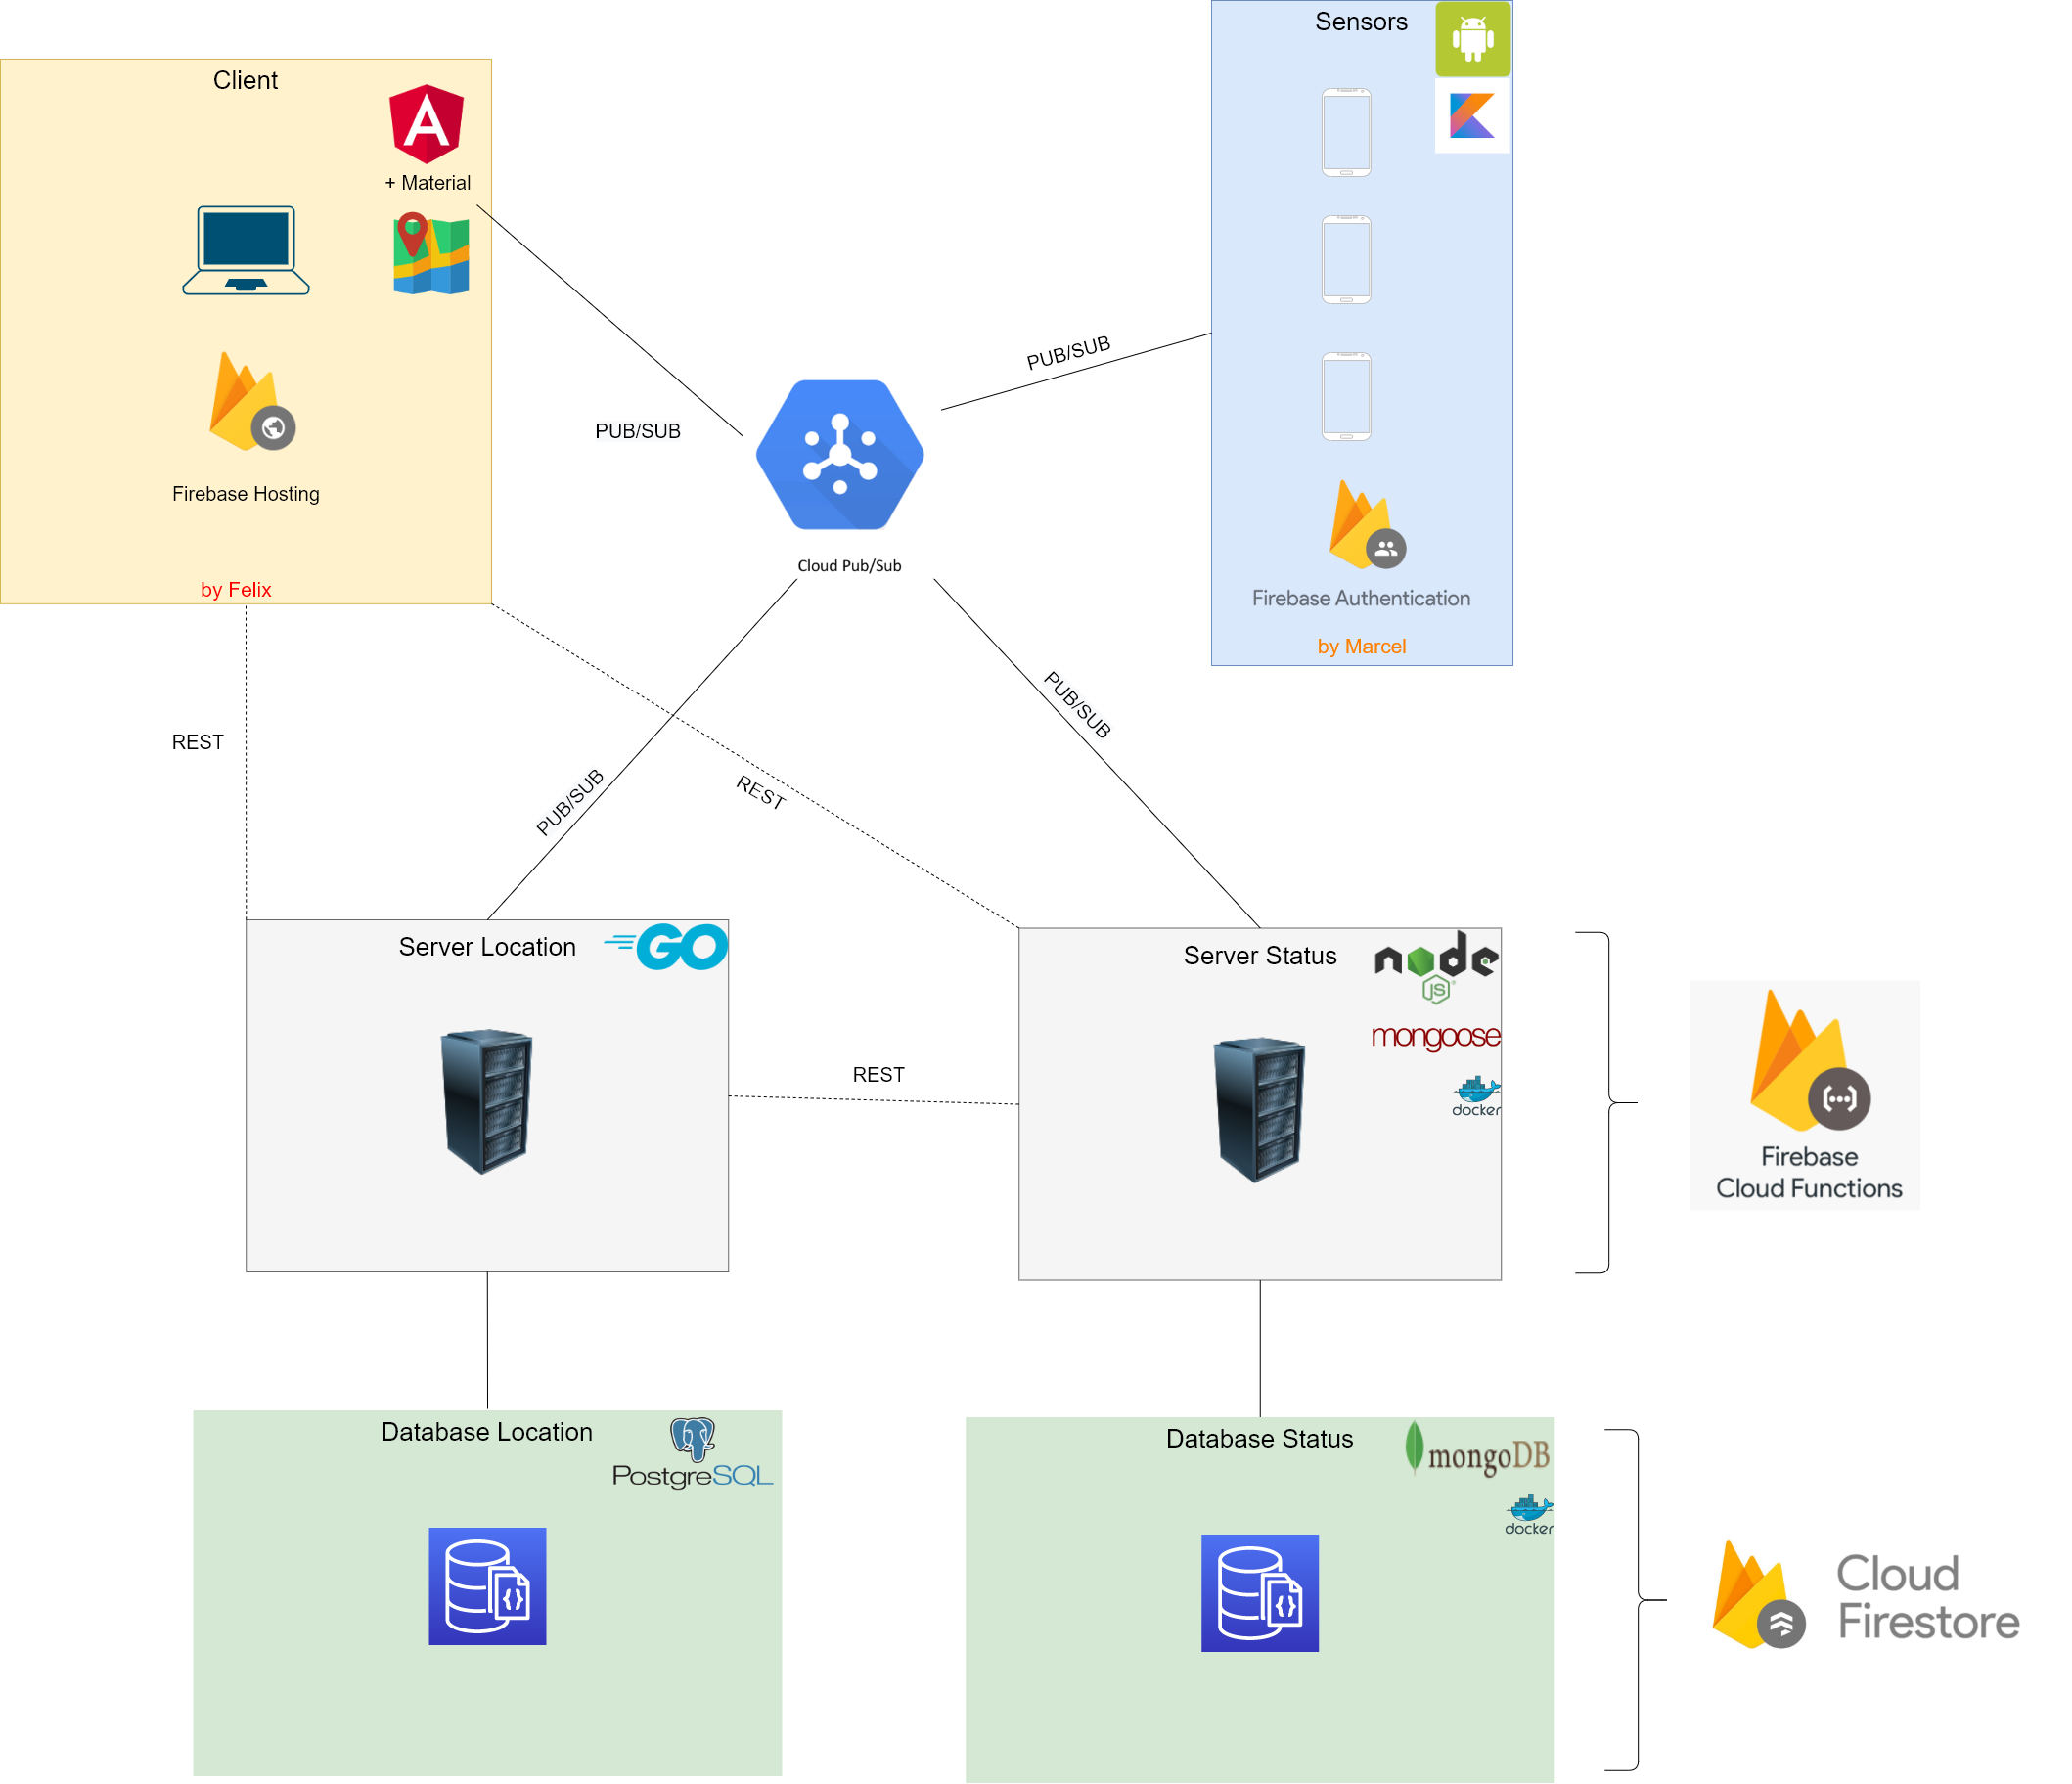 Sensors
Client
+ Material
PUB/SUB
PUB/SUB
Firebase Hosting
Cloud Pub/Sub
by Felix
Firebase Authentication
by Marcel
REST
PUB/SUB
PUB/SUB
REST
Server Location
GO
Server Status
node
JS
mongoose
docker
REST
Firebase
Cloud Functions
Database Location
PostgreSQL
Database Status
mongoDB
docker
Cloud
Firestore